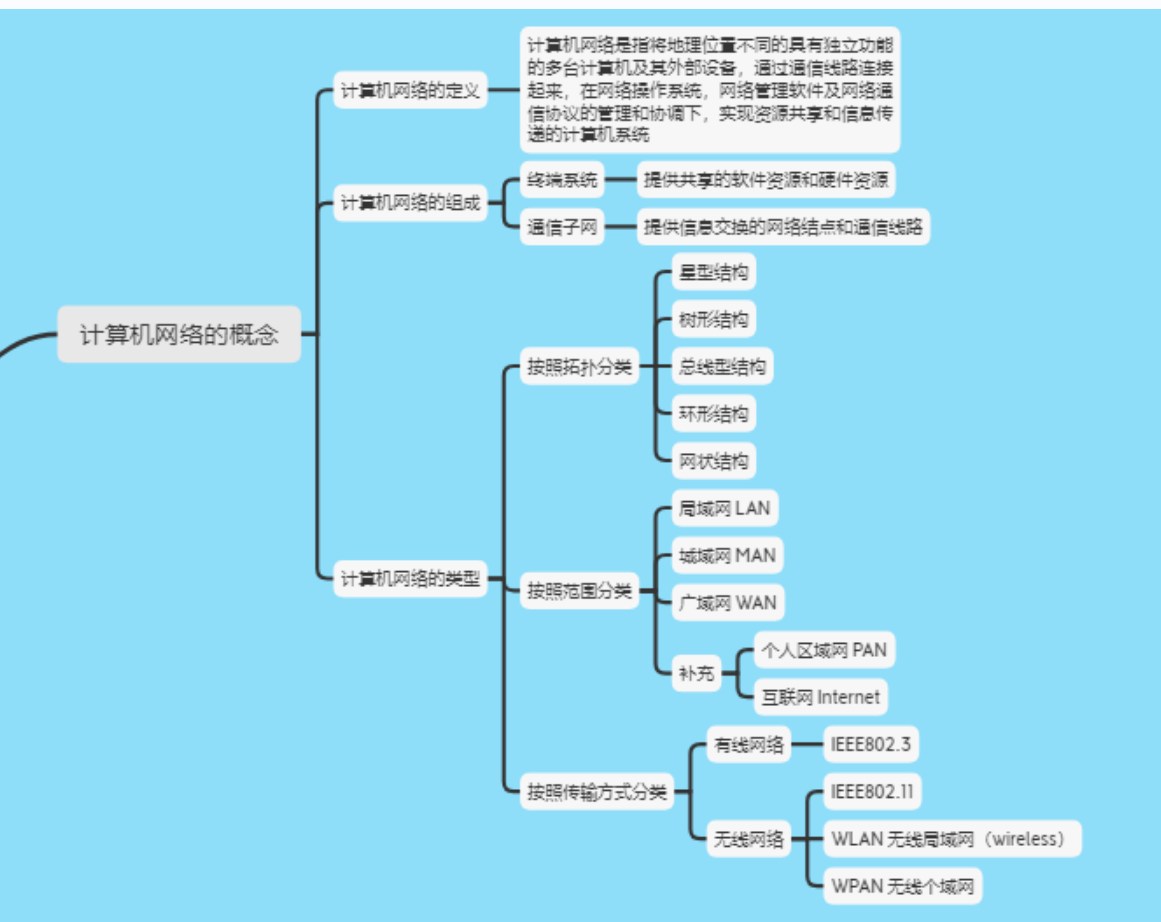 计算机网络的概念
计算机网络的定义
计算机网络是指将地理位置不同的具有独立功能
的多台计算机及其外部设备，通过通信线路连接
起来，在网络操作系统，网络管理软件及网络通
信协议的管理和协调下，实现资源共享和信息传
递的计算机系统
计算机网络的组成
终端系统
提供共享的软件资源和硬件资源
通信子网
提供信息交换的网络结点和通信线路
计算机网络的类型
按照拓扑分类
星型结构
树形结构
总线型结构
环形结构
网状结构
按照范围分类
局域网 LAN
城域网 MAN
广域网 WAN
补充
个人区域网 PAN
互联网 Internet
按照传输方式分类
有线网络
IEEE802.3
无线网络
IEEE802.11
WLAN 无线局域网（wireless）
WPAN 无线个域网